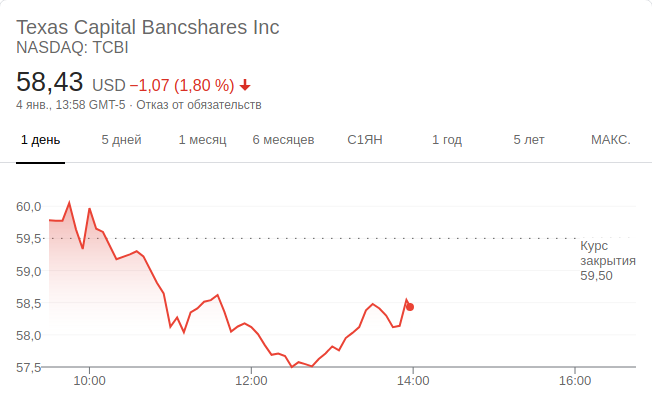 Texas Capital Bancshares Inc
NASDAQ: TCBI
58,43 USD −1,07 (1,80 %)
4 янв., 13:58 GMT-5 · Отказ от обязательств
1 день 5 дней 1 месяц 6 месяцев С1ЯН 1 год 5 лет МАКС.
60,0
59,5
Курс
закрытия
59,50
59,0
58,5
58,0
57,5
10:00 12:00 14:00 16:00